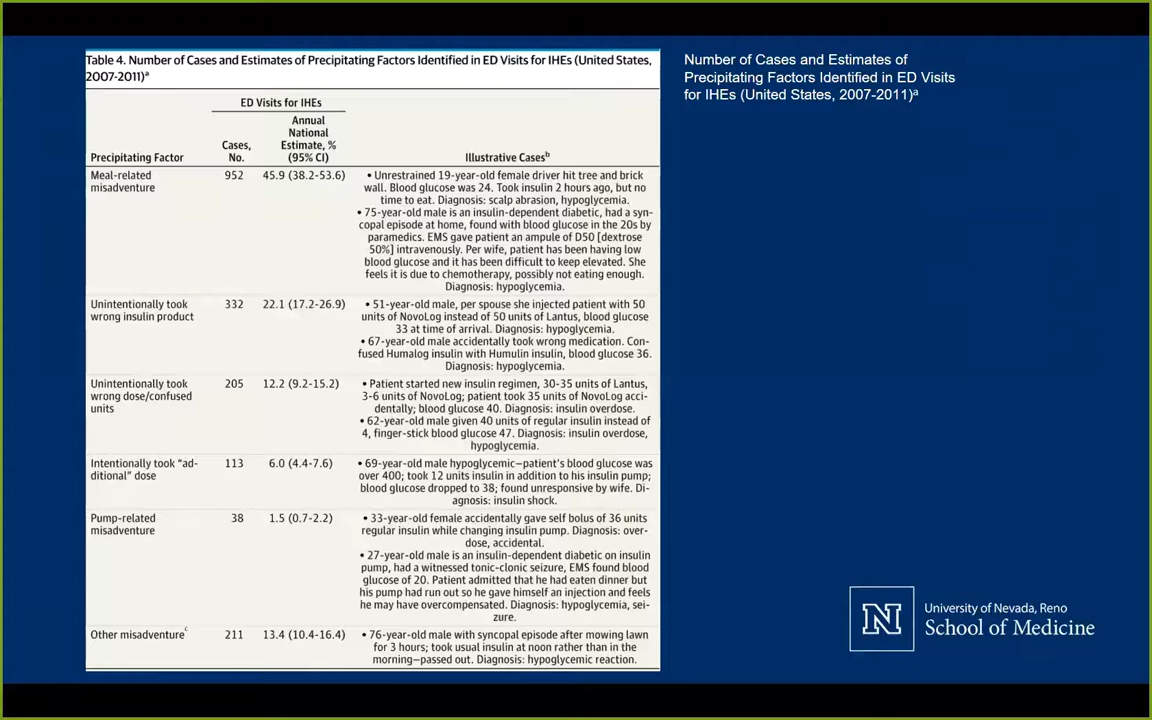 Table 4. Number of Cases and Estimates of Precipitating Factors Identified in ED Visits for IHEs (United States,
2007-2011)a
ED Visits for IHEs
Precipitating Factor
Cases,
No.
Annual
National
Estimate, %
(95% CI)
Illustrative Casesb
Meal-related
misadventure
952
45.9 (38.2-53.6)
• Unrestrained 19-year-old female driver hit tree and brick
wall. Blood glucose was 24. Took insulin 2 hours ago, but no
time to eat. Diagnosis: scalp abrasion, hypoglycemia.
• 75-year-old male is an insulin-dependent diabetic, had a syn-
copal episode at home, found with blood glucose in the 20s by
paramedics. EMS gave patient an ampule of D50 [dextrose
50%] intravenously. Per wife, patient has been having low
blood glucose and it has been difficult to keep elevated. She
feels it is due to chemotherapy, possibly not eating enough.
Diagnosis: hypoglycemia.
Unintentionally took
wrong insulin product
332
22.1 (17.2-26.9)
• 51-year-old male, per spouse she injected patient with 50
units of NovoLog instead of 50 units of Lantus, blood glucose
33 at time of arrival. Diagnosis: hypoglycemia.
• 67-year-old male accidentally took wrong medication. Con-
fused Humalog insulin with Humulin insulin, blood glucose 36.
Diagnosis: hypoglycemia.
Unintentionally took
wrong dose/confused
units
205
12.2 (9.2-15.2)
• Patient started new insulin regimen, 30-35 units of Lantus,
3-6 units of NovoLog; patient took 35 units of NovoLog acci-
dentally; blood glucose 40. Diagnosis: insulin overdose.
• 62-year-old male given 40 units of regular insulin instead of
4, finger-stick blood glucose 47. Diagnosis: insulin overdose,
hypoglycemia.
Intentionally took “ad-
ditional” dose
113
6.0 (4.4-7.6)
• 69-year-old male hypoglycemic—patient’s blood glucose was
over 400; took 12 units insulin in addition to his insulin pump;
blood glucose dropped to 38; found unresponsive by wife. Di-
agnosis: insulin shock.
Pump-related
misadventure
38
1.5 (0.7-2.2)
• 33-year-old female accidentally gave self bolus of 36 units
regular insulin while changing insulin pump. Diagnosis: over-
dose, accidental.
• 27-year-old male is an insulin-dependent diabetic on insulin
pump, had a witnessed tonic-clonic seizure, EMS found blood
glucose of 20. Patient admitted that he had eaten dinner but
his pump had run out so he gave himself an injection and feels
he may have overcompensated. Diagnosis: hypoglycemia, sei-
zure.
Other misadventurec
211
13.4 (10.4-16.4)
• 76-year-old male with syncopal episode after mowing lawn
for 3 hours; took usual insulin at noon rather than in the
morning—passed out. Diagnosis: hypoglycemic reaction.
Number of Cases and Estimates of
Precipitating Factors Identified in ED Visits
for IHEs (United States, 2007-2011)a
N
University of Nevada, Reno
School of Medicine